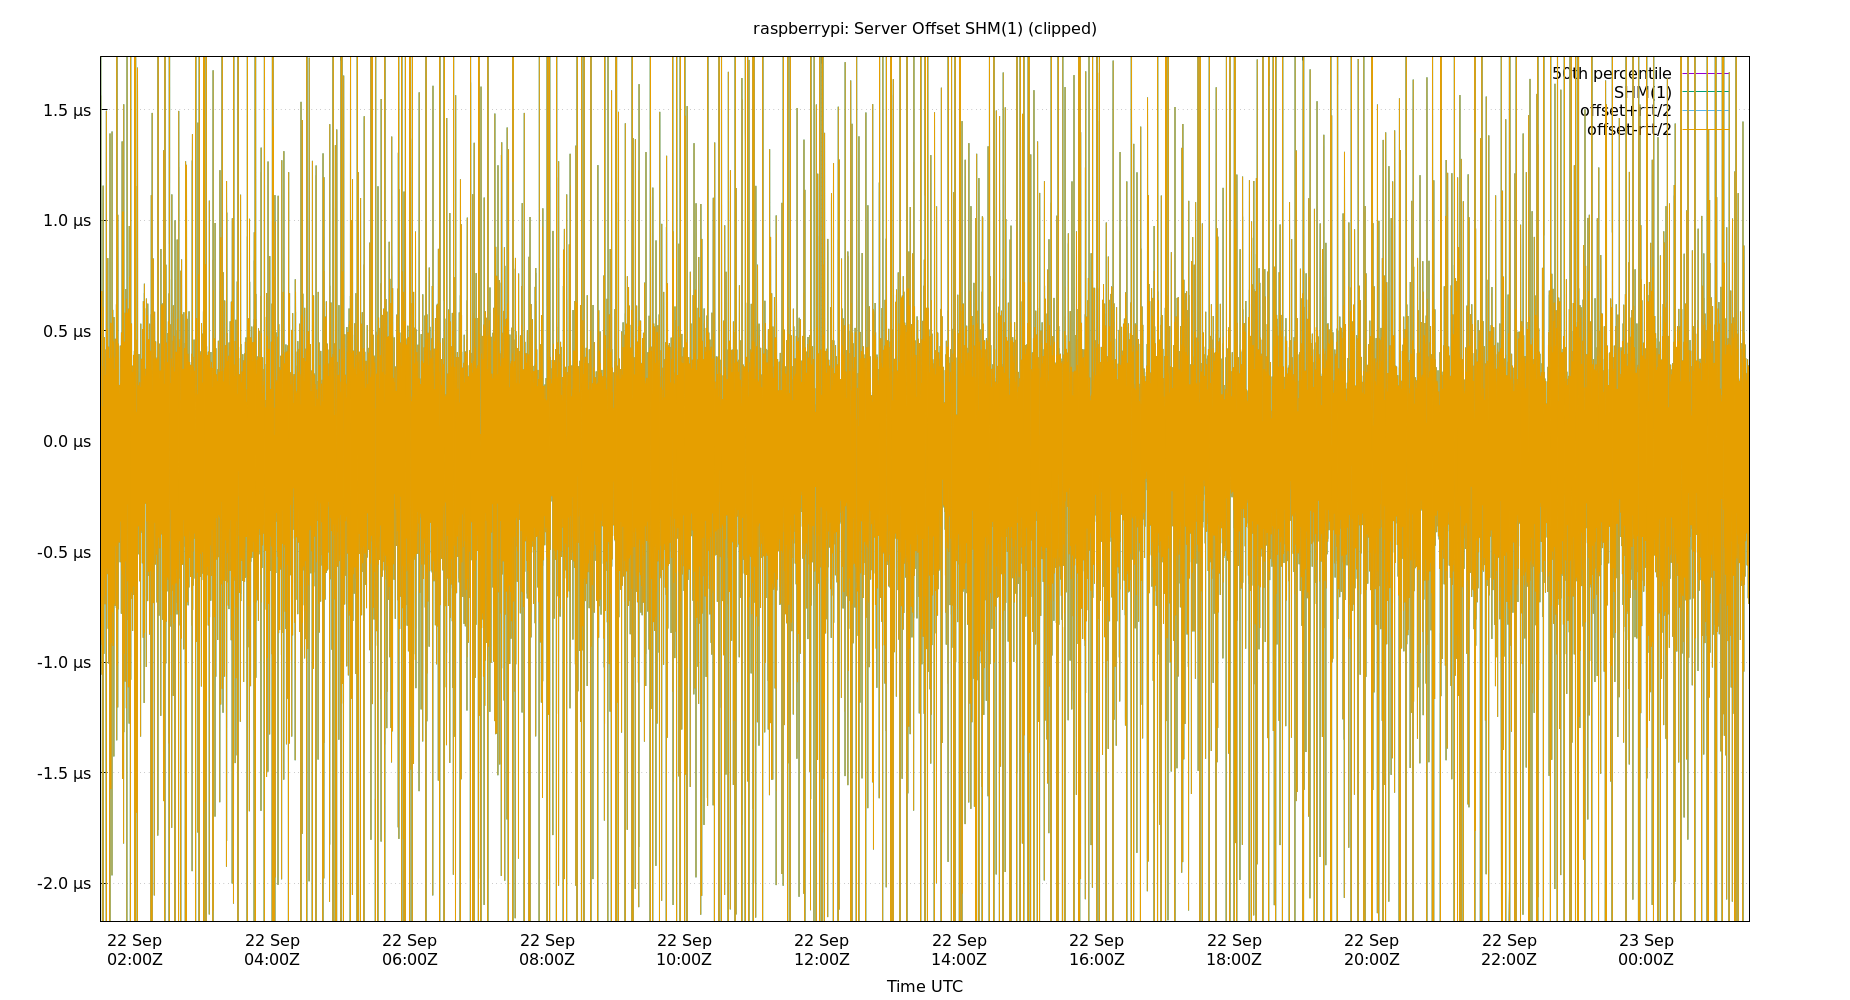 raspberrypi: Server Offset SHM(1) (clipped)
50th percentile
SHM(1)
offset+rtt/2
offset-rtt/2
1.5 µs
1.0 µs
0.5 µs
0.0 µs
-0.5 µs
-1.0 µs
-1.5 µs
-2.0 µs
22 Sep 22 Sep 22 Sep 22 Sep 22 Sep 22 Sep 22 Sep 22 Sep 22 Sep 22 Sep 22 Sep 23 Sep
02:00Z 04:00Z 06:00Z 08:00Z 10:00Z 12:00Z 14:00Z 16:00Z 18:00Z 20:00Z 22:00Z 00:00Z
Time UTC